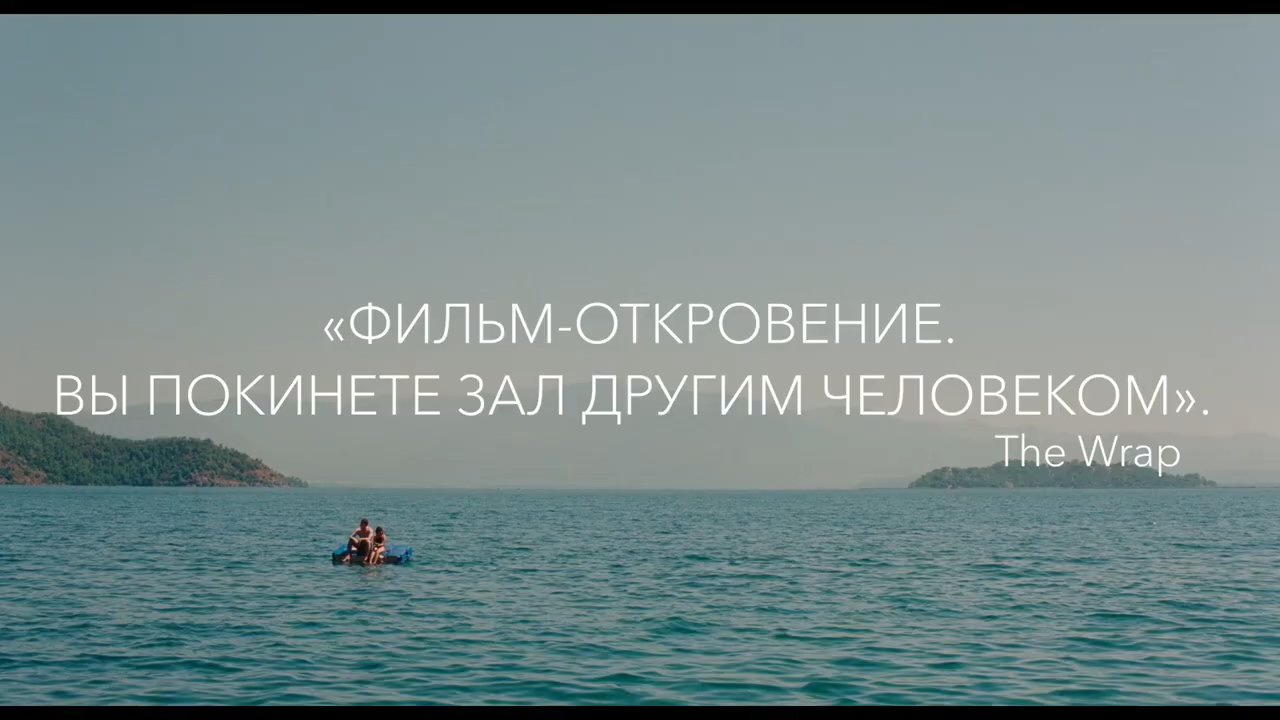 «ФИЛЬМ-ОТКРОВЕНИЕ.
ВЫ ПОКИНЕТЕ ЗАЛ ДРУГИМ ЧЕЛОВЕКОМ».
The Wrap